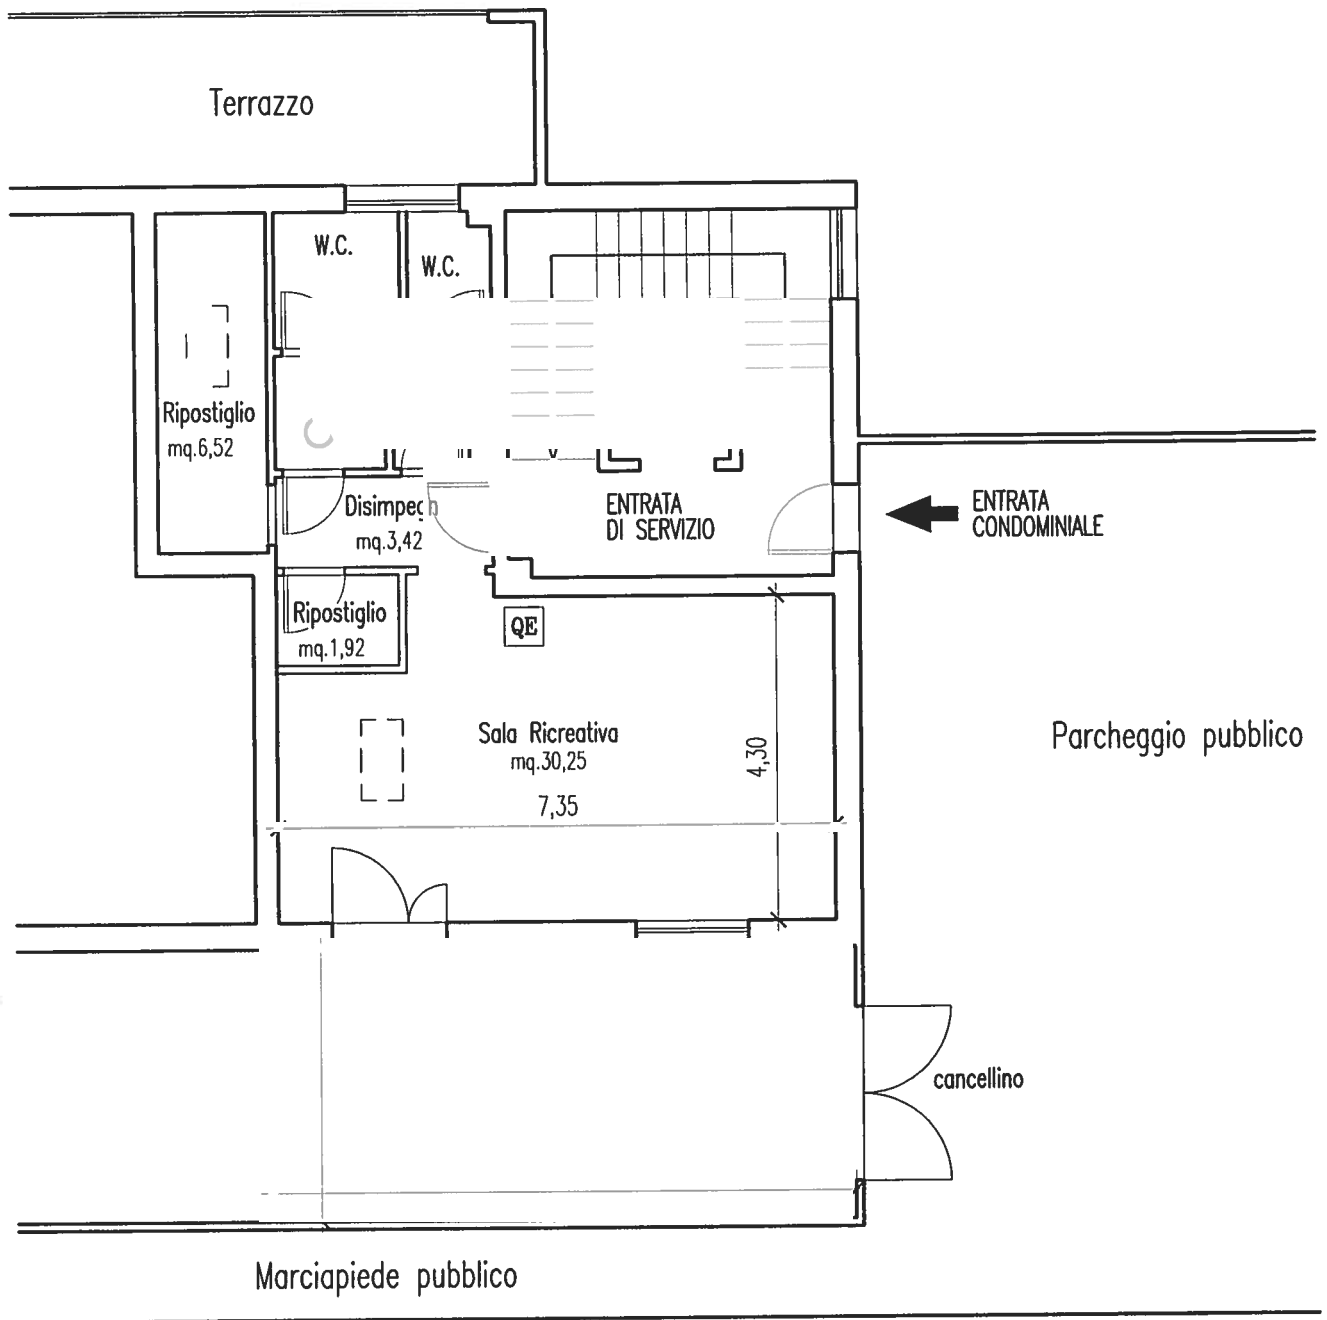 Terrazzo
W.C.
W.C.
Ripostiglio
mq.6,52
Disimpegn
mq.3,42
ENTRATA
DI SERVIZIO
ENTRATA
CONDOMINIALE
Ripostiglio
mq.1,92
QE
Sala Ricreativa
mq.30,25
7,35
4,30
Parcheggio pubblico
cancellino
Marciapiede pubblico